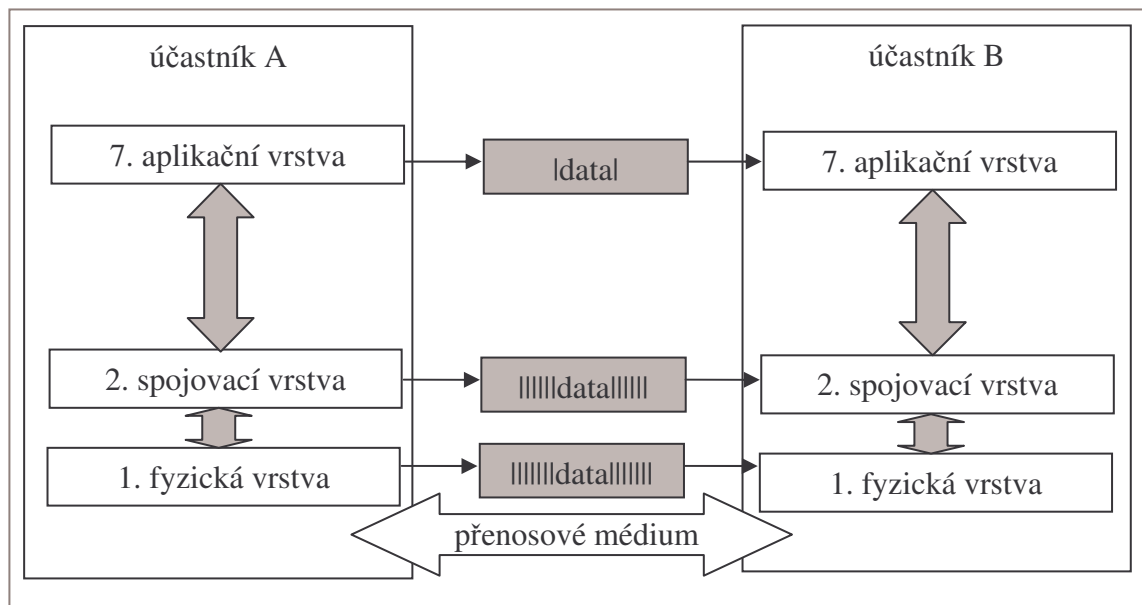 účastník A
účastník B
7. aplikační vrstva
|data|
7. aplikační vrstva
2. spojovací vrstva
||||||data||||||
2. spojovací vrstva
1. fyzická vrstva
|||||||data|||||||
1. fyzická vrstva
přenosové médium